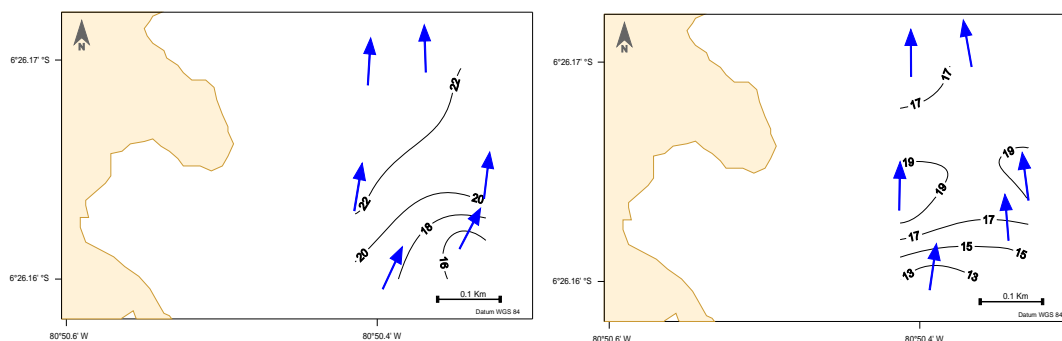 N
6°26.17' °S
22
22
20
20
18
16
6°26.16' °S
0.1 Km
Datum WGS 84
80°50.6' W
80°50.4' W
N
6°26.17' °S
17
17
19
19
19
17
17
15
15
13
13
6°26.16' °S
0.1 Km
Datum WGS 84
80°50.6' W
80°50.4' W